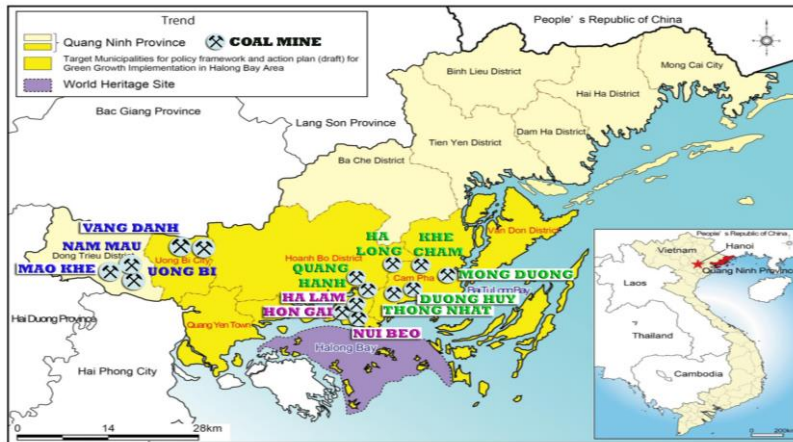 Trend
Quang Ninh Province
COAL MINE
Target Municipalities for policy framework and action plan (draft) for
Green Growth Implementation in Halong Bay
Area
World Heritage Site
People's Republic of China
Bac Giang Province
Lang Son Province
Binh Lieu District
Mong Cai City
Hai Ha District
Dam Ha District
Tien Yen District
Ba Che District
Van Don District
VANG DANH
NAM MAU
Dong Trieu District
Uong Bi City
MAO KHE
UONG BI
Hoanh Bo District
HA
LONG
KHE
CHAM
QUANG
HANH
Cam Pha
MONG DUONG
Bai Tu Long Bay
HA LAM
DUONG HUY
HON GAI
THONG NHAT
Quang Yen Town
NUI BEO
Halong Bay
Hai Duong Province
Hai Phong City
0
14
28km
People's Republic of China
Vietnam
Hanoi
Quang Ninh Province
Laos
Thailand
Cambodia
0
200km